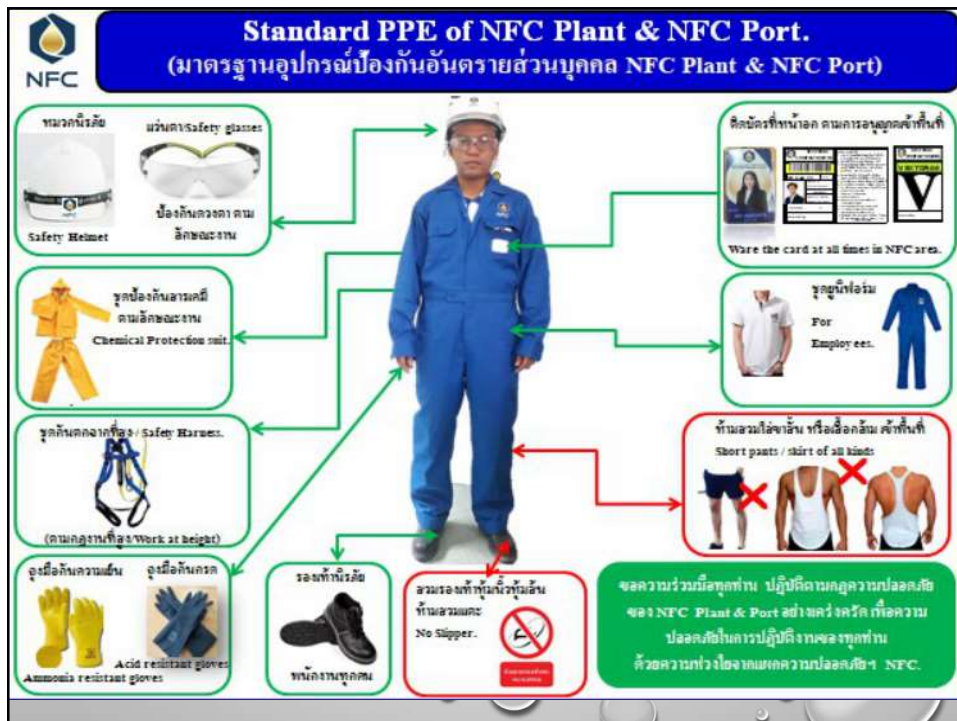 NFC
Standard PPE of NFC Plant & NFC Port.
(มาตรฐานอุปกรณ์ป้องกันอันตรายส่วนบุคคล NFC Plant & NFC Port)
หมวกนิรภัย
แว่นตา/Safety glasses
ป้องกันดวงตา ตาม
ลักษณะงาน
NFC
Safety Helmet
ติดบัตรที่หน้าอก ตามการอนุญาตเข้าพื้นที่
VISITOR
V
Ware the card at all times in NFC area.
ชุดป้องกันสารเคมี
ตามลักษณะงาน
Chemical Protection suit.
ชุดยูนิฟอร์ม
For
Employees.
ชุดกันตกจากที่สูง / Safety Harness.
(ตามกฎงานที่สูง/Work at height)
ห้ามสวมใส่ขาสั้น หรือเสื้อกล้าม เข้าพื้นที่
Short pants / skirt of all kinds
ถุงมือกันความเย็น
ถุงมือกันกรด
Acid resistant gloves
Ammonia resistant gloves
รองเท้านิรภัย
พนักงานทุกคน
สวมรองเท้าหุ้มนิ้วหุ้มส้น
ห้ามสวมแตะ
No Slipper.
ขอความร่วมมือทุกท่าน ปฏิบัติตามกฎความปลอดภัย
ของ NFC Plant & Port อย่างเคร่งครัด เพื่อความ
ปลอดภัยในการปฏิบัติงานของทุกท่าน
ด้วยความห่วงใยจากแผนกความปลอดภัยฯ NFC.